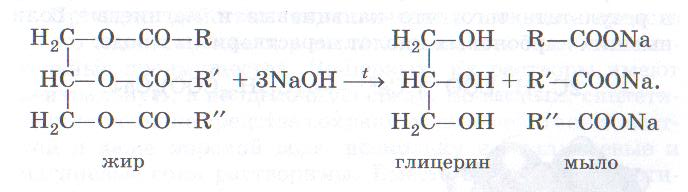 H₂C—O—CO—R H₂C—OH R—COONa
HC—O—CO—R′ + 3NaOH —t→ HC—OH + R′—COONa.
H₂C—O—CO—R″ H₂C—OH R″—COONa
жир глицерин мыло